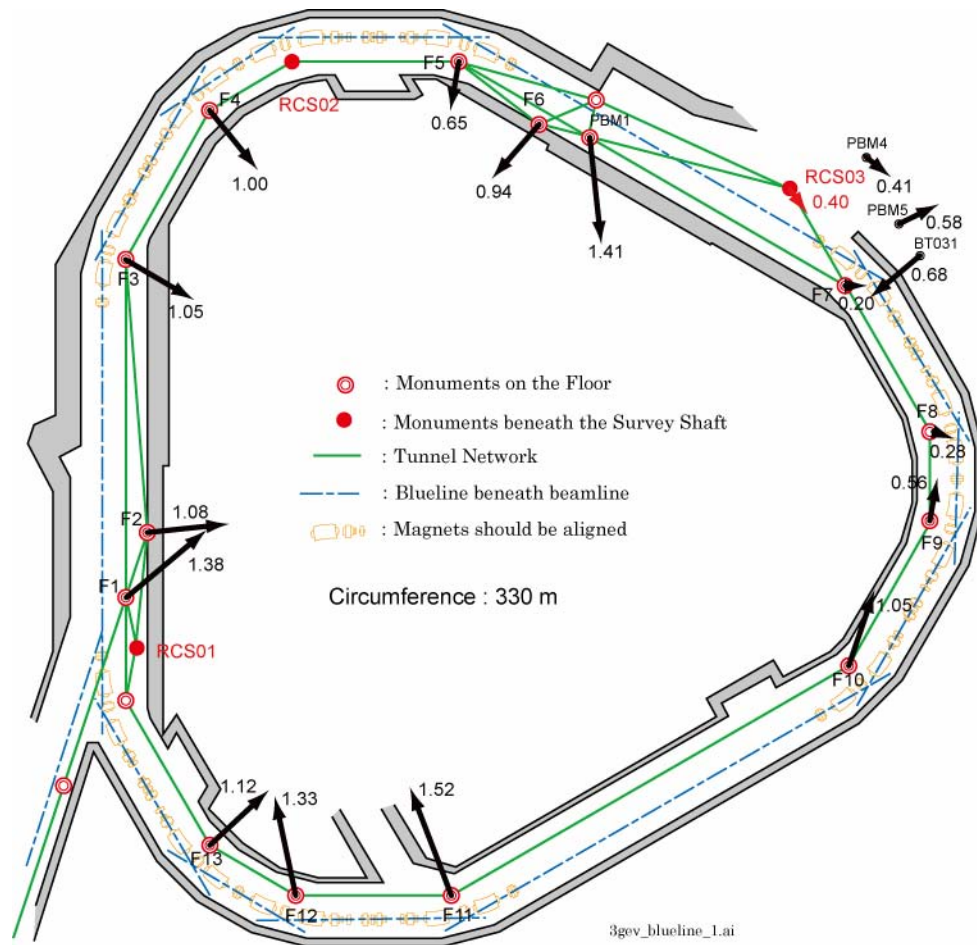 F5
F6
PBM1
F4
RCS02
0.65
PBM4
0.41
RCS03
0.40
1.00
0.94
PBM5
0.58
BT031
0.68
1.41
F3
F7
0.20
1.05
: Monuments on the Floor
: Monuments beneath the Survey Shaft
: Tunnel Network
: Blueline beneath beamline
: Magnets should be aligned
F8
0.28
0.56
F9
F2
1.08
1.38
F1
Circumference : 330 m
RCS01
1.05
F10
1.12
1.33
1.52
F13
F12
F11
3gev_blueline_1.ai